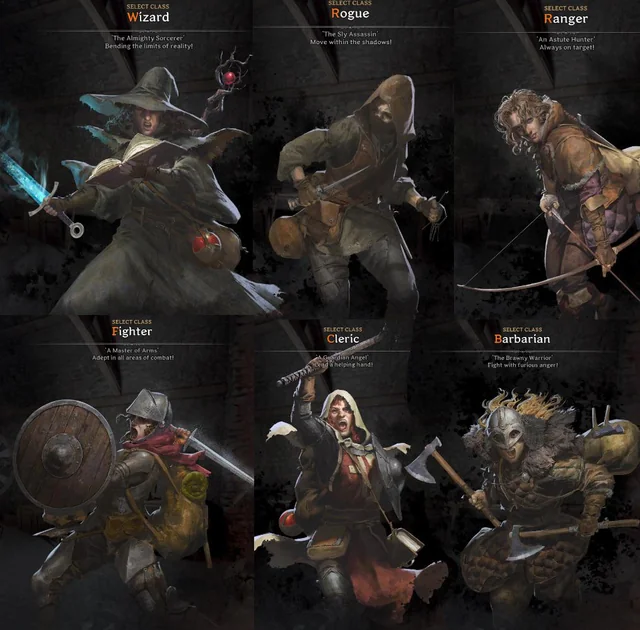 SELECT CLASS
Wizard
'The Almighty Sorcerer'
Bending the limits of reality!
SELECT CLASS
Rogue
'The Sly Assassin'
Move within the shadows!
SELECT CLASS
Ranger
'An Astute Hunter'
Always on target!
SELECT CLASS
Fighter
'A Master of Arms'
Adept in all areas of combat!
SELECT CLASS
Cleric
Guardian Angel'
a helping hand!
SELECT CLASS
Barbarian
'The Brawny Warrior'
Fight with furious anger!